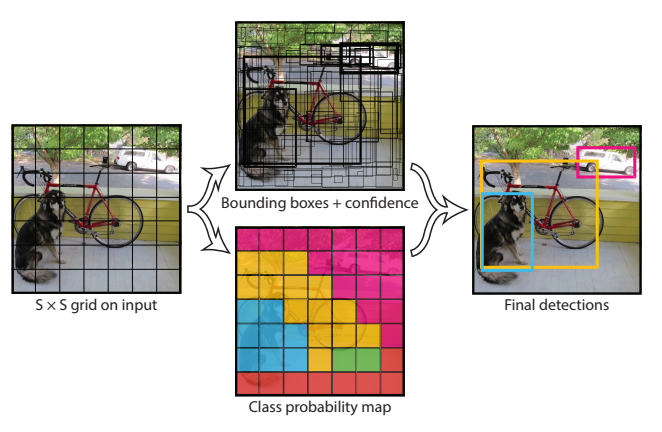 S × S grid on input
Bounding boxes + confidence
Class probability map
Final detections